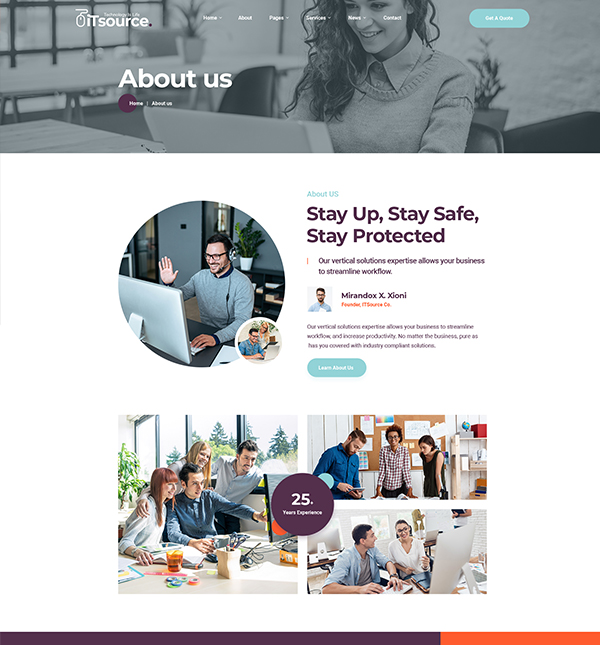 Technology is Life
iTsource.
Home
About
Pages
Services
News
Contact
Get A Quote
About us
Home | About us
About US
Stay Up, Stay Safe,
Stay Protected
Our vertical solutions expertise allows your business
to streamline workflow.
Mirandox X. Xioni
Founder, ITSource Co.
Our vertical solutions expertise allows your business to streamline
workflow, and increase productivity. No matter the business, pure as
has you covered with industry compliant solutions.
Learn About Us
25.
Years Experience